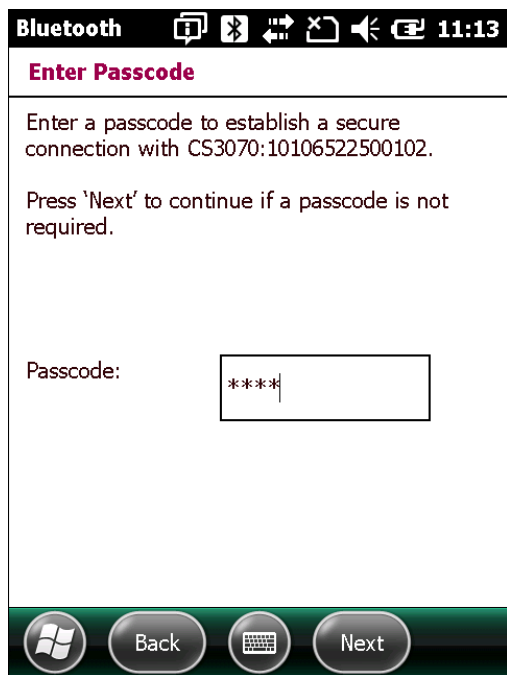 Bluetooth 11:13
Enter Passcode
Enter a passcode to establish a secure
connection with CS3070:10106522500102.
Press `Next´ to continue if a passcode is not
required.
Passcode: ****
Back Next